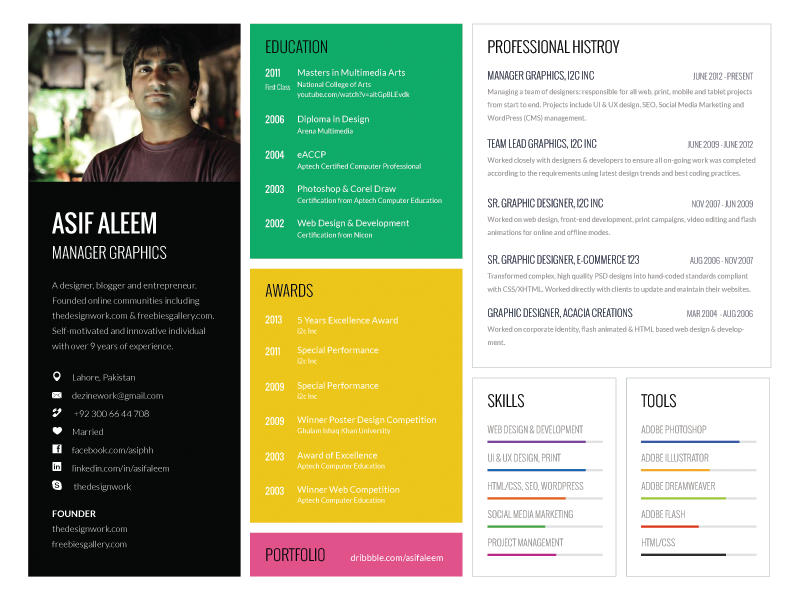 ASIF ALEEM
MANAGER GRAPHICS
A designer, blogger and entrepreneur.
Founded online communities including
thedesignwork.com & freebiesgallery.com.
Self-motivated and innovative individual
with over 9 years of experience.
Lahore, Pakistan
dezinework@gmail.com
+92 300 66 44 708
Married
facebook.com/asiphh
linkedin.com/in/asifaleem
thedesignwork
FOUNDER
thedesignwork.com
freebiesgallery.com
EDUCATION
2011 Masters in Multimedia Arts
First Class National College of Arts
youtube.com/watch?v=aitGpBLEvdk
2006 Diploma in Design
Arena Multimedia
2004 eACCP
Aptech Certified Computer Professional
2003 Photoshop & Corel Draw
Certification from Aptech Computer Education
2002 Web Design & Development
Certification from Nicon
AWARDS
2013 5 Years Excellence Award
i2c Inc
2011 Special Performance
i2c Inc
2009 Special Performance
i2c Inc
2009 Winner Poster Design Competition
Ghulam Ishaq Khan University
2003 Award of Excellence
Aptech Computer Education
2003 Winner Web Competition
Aptech Computer Education
PORTFOLIO dribbble.com/asifaleem
PROFESSIONAL HISTROY
MANAGER GRAPHICS, I2C INC JUNE 2012 - PRESENT
Managing a team of designers: responsible for all web, print, mobile and tablet projects
from start to end. Projects include UI & UX design, SEO, Social Media Marketing and
WordPress (CMS) management.
TEAM LEAD GRAPHICS, I2C INC JUNE 2009 - JUNE 2012
Worked closely with designers & developers to ensure all on-going work was completed
according to the requirements using latest design trends and best coding practices.
SR. GRAPHIC DESIGNER, I2C INC NOV 2007 - JUN 2009
Worked on web design, front-end development, print campaigns, video editing and flash
animations for online and offline modes.
SR. GRAPHIC DESIGNER, E-COMMERCE 123 AUG 2006 - NOV 2007
Transformed complex, high quality PSD designs into hand-coded standards compliant
with CSS/XHTML. Worked directly with clients to update and maintain their websites.
GRAPHIC DESIGNER, ACACIA CREATIONS MAR 2004 - AUG 2006
Worked on corporate identity, flash animated & HTML based web design & develop-
ment.
SKILLS
WEB DESIGN & DEVELOPMENT
UI & UX DESIGN, PRINT
HTML/CSS, SEO, WORDPRESS
SOCIAL MEDIA MARKETING
PROJECT MANAGEMENT
TOOLS
ADOBE PHOTOSHOP
ADOBE ILLUSTRATOR
ADOBE DREAMWEAVER
ADOBE FLASH
HTML/CSS